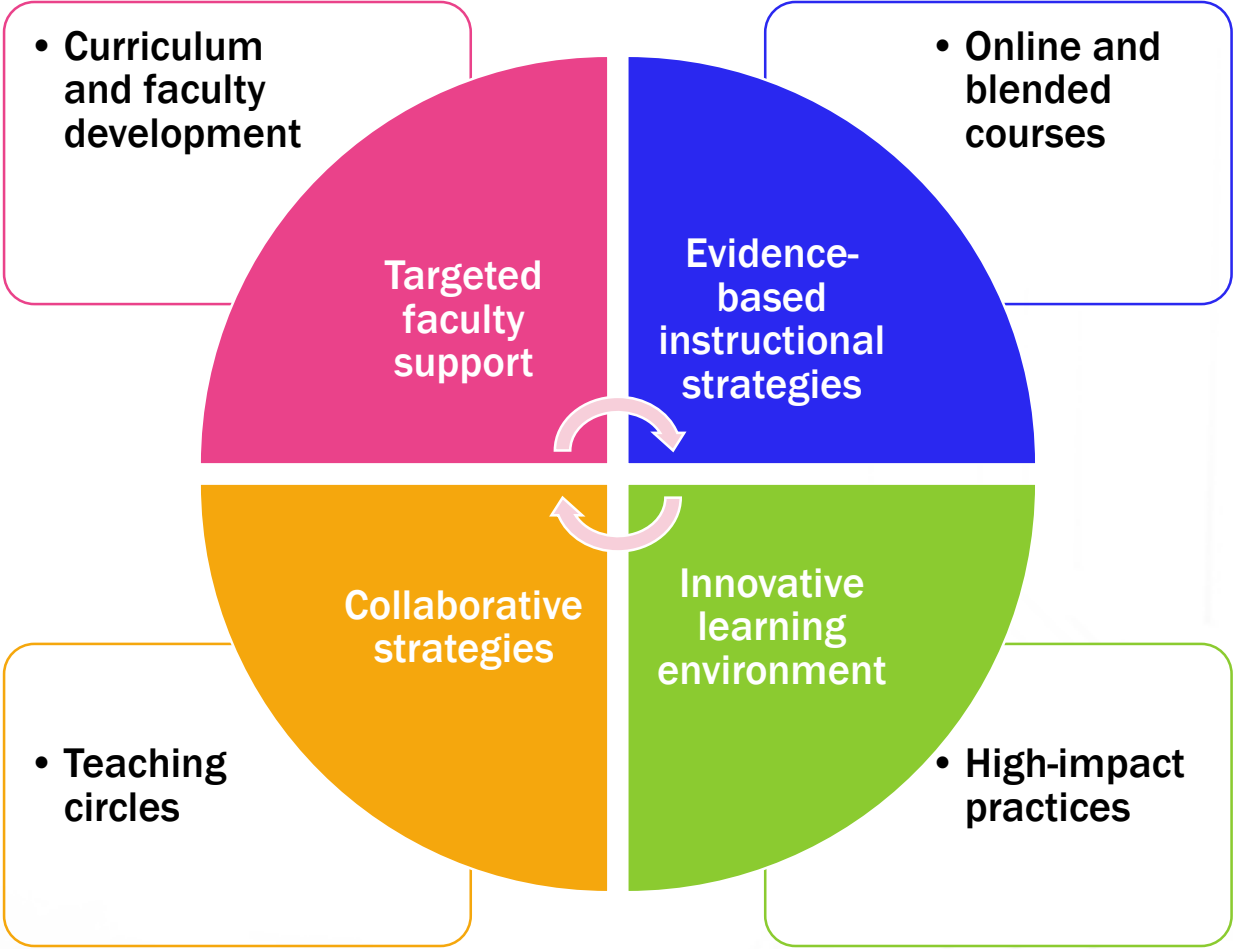 • Curriculum
and faculty
development
• Online and
blended
courses
Targeted
faculty
support
Evidence-
based
instructional
strategies
Collaborative
strategies
Innovative
learning
environment
• Teaching
circles
• High-impact
practices